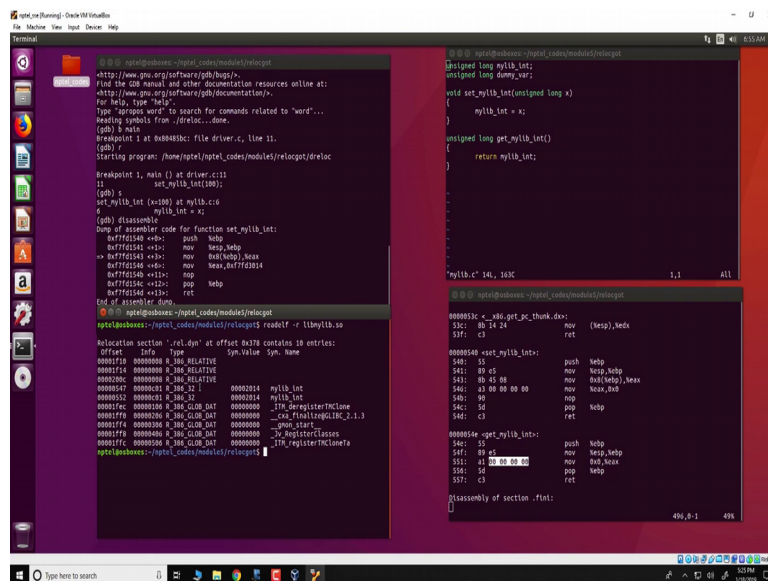 nptel_sse [Running] - Oracle VM VirtualBox
File Machine View Input Devices Help
Terminal
En
6:55 AM
nptel_codes
nptel@osboxes: ~/nptel_codes/module5/relocgot
<http://www.gnu.org/software/gdb/bugs/>.
Find the GDB manual and other documentation resources online at:
<http://www.gnu.org/software/gdb/documentation/>.
For help, type "help".
Type "apropos word" to search for commands related to "word"...
Reading symbols from ./dreloc...done.
(gdb) b main
Breakpoint 1 at 0x80485bc: file driver.c, line 11.
(gdb) r
Starting program: /home/nptel/nptel_codes/module5/relocgot/dreloc
Breakpoint 1, main () at driver.c:11
11 set_mylib_int(100);
(gdb) s
set_mylib_int (x=100) at mylib.c:6
6 mylib_int = x;
(gdb) disassemble
Dump of assembler code for function set_mylib_int:
0xf7fd1540 <+0>: push %ebp
0xf7fd1541 <+1>: mov %esp,%ebp
=> 0xf7fd1543 <+3>: mov 0x8(%ebp),%eax
0xf7fd1546 <+6>: mov %eax,0xf7fd3014
0xf7fd154b <+11>: nop
0xf7fd154c <+12>: pop %ebp
0xf7fd154d <+13>: ret
End of assembler dump.
nptel@osboxes: ~/nptel_codes/module5/relocgot
nptel@osboxes:~/nptel_codes/module5/relocgot$ readelf -r libmylib.so
Relocation section '.rel.dyn' at offset 0x378 contains 10 entries:
Offset Info Type Sym.Value Sym. Name
00001f10 00000008 R_386_RELATIVE
00001f14 00000008 R_386_RELATIVE
0000200c 00000008 R_386_RELATIVE
00000547 00000c01 R_386_32 00002014 mylib_int
00000552 00000c01 R_386_32 00002014 mylib_int
00001fec 00000106 R_386_GLOB_DAT 00000000 _ITM_deregisterTMClone
00001ff0 00000206 R_386_GLOB_DAT 00000000 __cxa_finalize@GLIBC_2.1.3
00001ff4 00000306 R_386_GLOB_DAT 00000000 __gmon_start__
00001ff8 00000406 R_386_GLOB_DAT 00000000 _Jv_RegisterClasses
00001ffc 00000506 R_386_GLOB_DAT 00000000 _ITM_registerTMCloneTa
nptel@osboxes:~/nptel_codes/module5/relocgot$
nptel@osboxes: ~/nptel_codes/module5/relocgot
unsigned long mylib_int;
unsigned long dummy_var;
void set_mylib_int(unsigned long x)
{
mylib_int = x;
}
unsigned long get_mylib_int()
{
return mylib_int;
}
~
~
~
~
~
~
~
"mylib.c" 14L, 163C 1,1 All
nptel@osboxes: ~/nptel_codes/module5/relocgot
0000053c <__x86.get_pc_thunk.dx>:
53c: 8b 14 24 mov (%esp),%edx
53f: c3 ret
00000540 <set_mylib_int>:
540: 55 push %ebp
541: 89 e5 mov %esp,%ebp
543: 8b 45 08 mov 0x8(%ebp),%eax
546: a3 00 00 00 00 mov %eax,0x0
54b: 90 nop
54c: 5d pop %ebp
54d: c3 ret
0000054e <get_mylib_int>:
54e: 55 push %ebp
54f: 89 e5 mov %esp,%ebp
551: a1 00 00 00 00 mov 0x0,%eax
556: 5d pop %ebp
557: c3 ret
Disassembly of section .fini:
496,0-1 49%
Type here to search
5:25 PM
1/18/2019